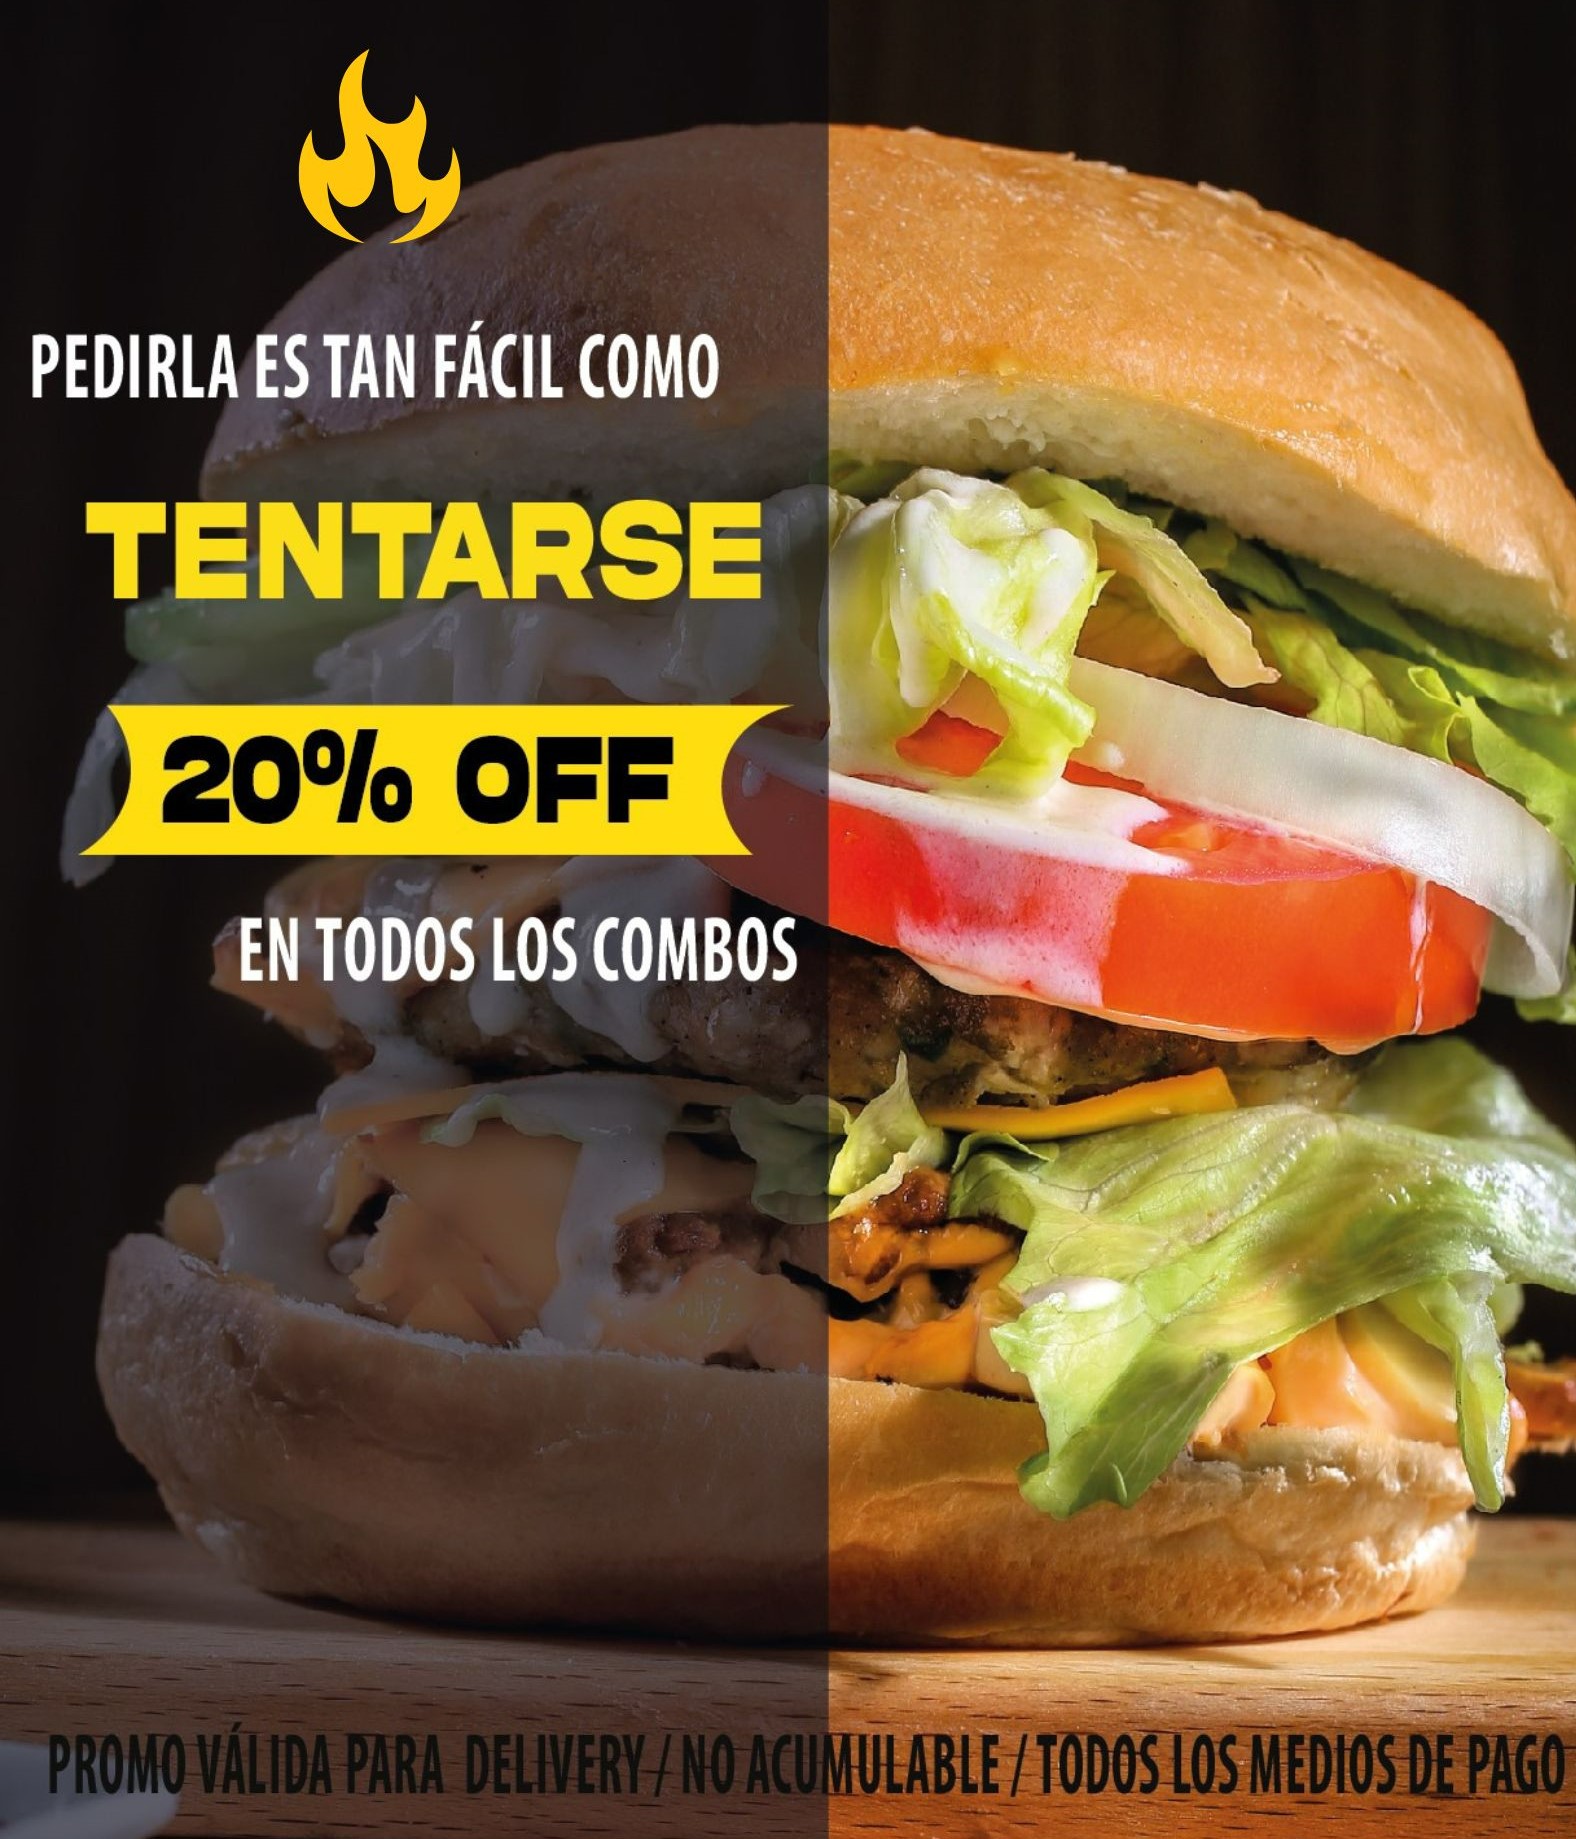 PEDIRLA ES TAN FÁCIL COMO
TENTARSE
20% OFF
EN TODOS LOS COMBOS
PROMO VÁLIDA PARA DELIVERY / NO ACUMULABLE / TODOS LOS MEDIOS DE PAGO